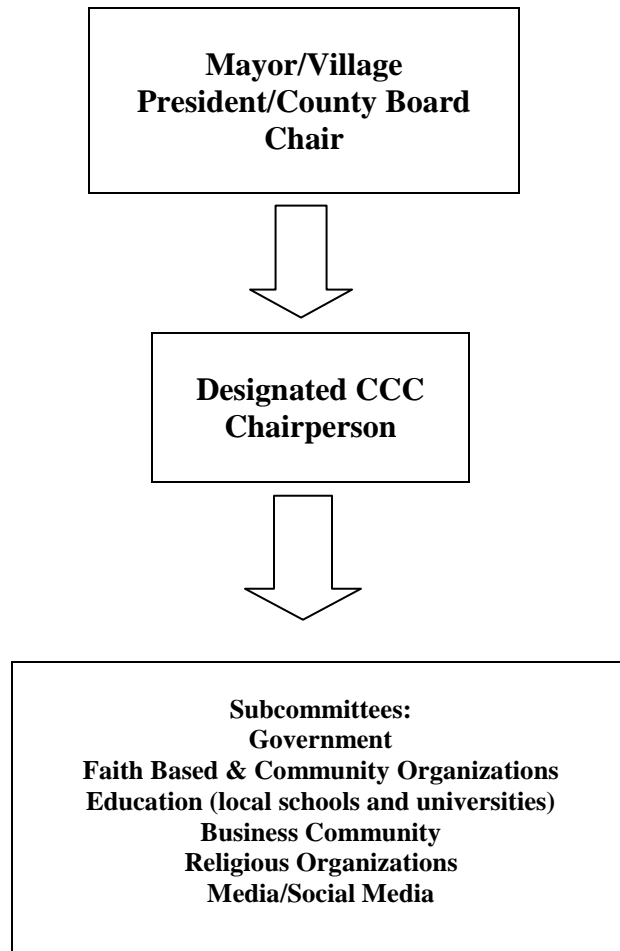 Mayor/Village
President/County Board
Chair
Designated CCC
Chairperson
Subcommittees:
Government
Faith Based & Community Organizations
Education (local schools and universities)
Business Community
Religious Organizations
Media/Social Media